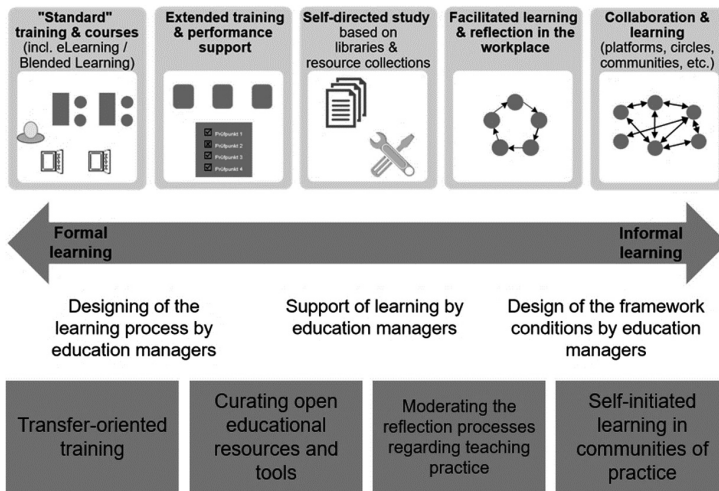 "Standard"
training & courses
(incl. eLearning /
Blended Learning)
Extended training
& performance
support
Self-directed study
based on
libraries &
resource collections
Facilitated learning
& reflection in the
workplace
Collaboration &
learning
(platforms, circles,
communities, etc.)
Prüfpunkt 1
Prüfpunkt 2
Prüfpunkt 3
Prüfpunkt 4
Formal
learning
Informal
learning
Designing of the
learning process by
education managers
Support of learning by
education managers
Design of the framework
conditions by education
managers
Transfer-oriented
training
Curating open
educational
resources and
tools
Moderating the
reflection processes
regarding teaching
practice
Self-initiated
learning in
communities of
practice